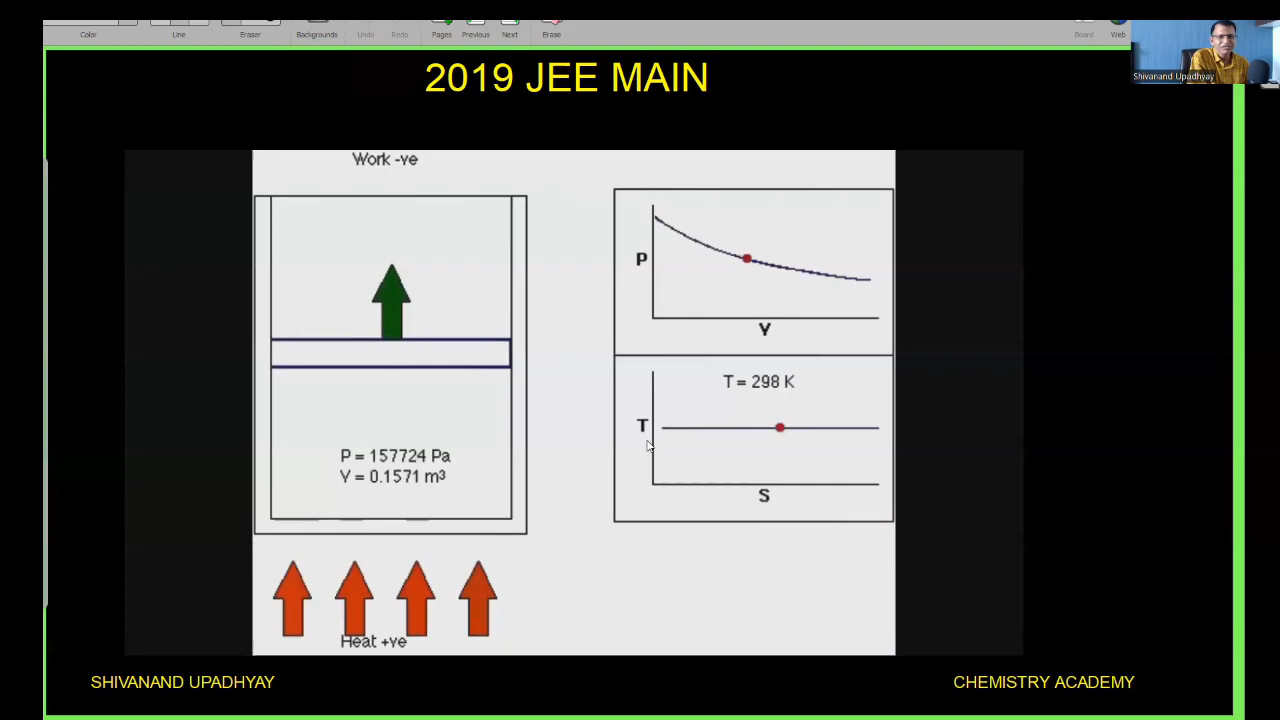 Color Line Eraser Backgrounds Undo Redo Pages Previous Next Erase Board Web
Shivanand Upadhyay
2019 JEE MAIN
Work -ve
P
V
T = 298 K
T
S
P = 157724 Pa
V = 0.1571 m³
Heat +ve
SHIVANAND UPADHYAY
CHEMISTRY ACADEMY